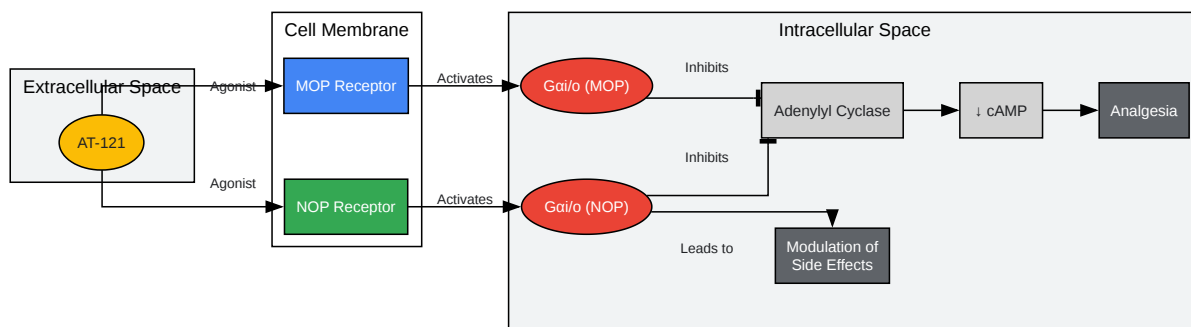 Extracellular Space
AT-121
Cell Membrane
MOP Receptor
NOP Receptor
Agonist
Agonist
Activates
Activates
Intracellular Space
Gαi/o (MOP)
Gαi/o (NOP)
Inhibits
Inhibits
Leads to
Adenylyl Cyclase
↓ cAMP
Analgesia
Modulation of
Side Effects